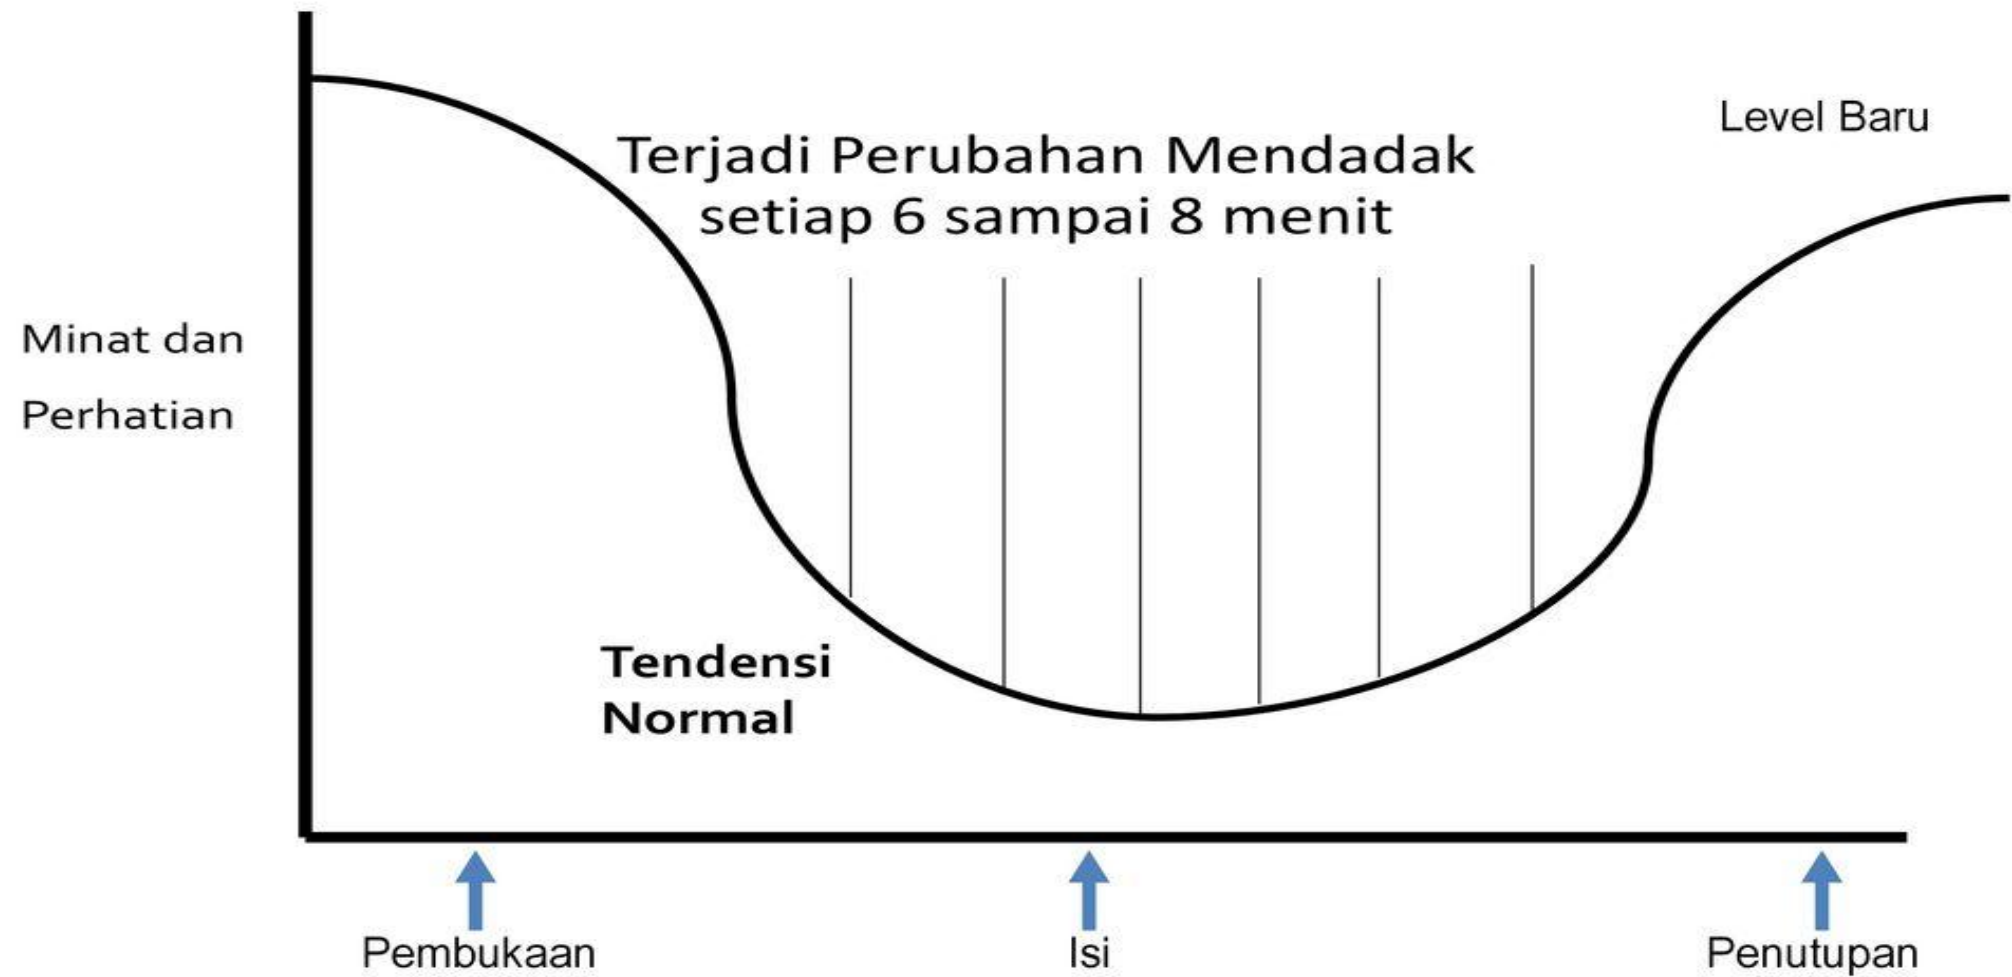 Level Baru
Terjadi Perubahan Mendadak
setiap 6 sampai 8 menit
Minat dan
Perhatian
Tendensi
Normal
Pembukaan
Isi
Penutupan